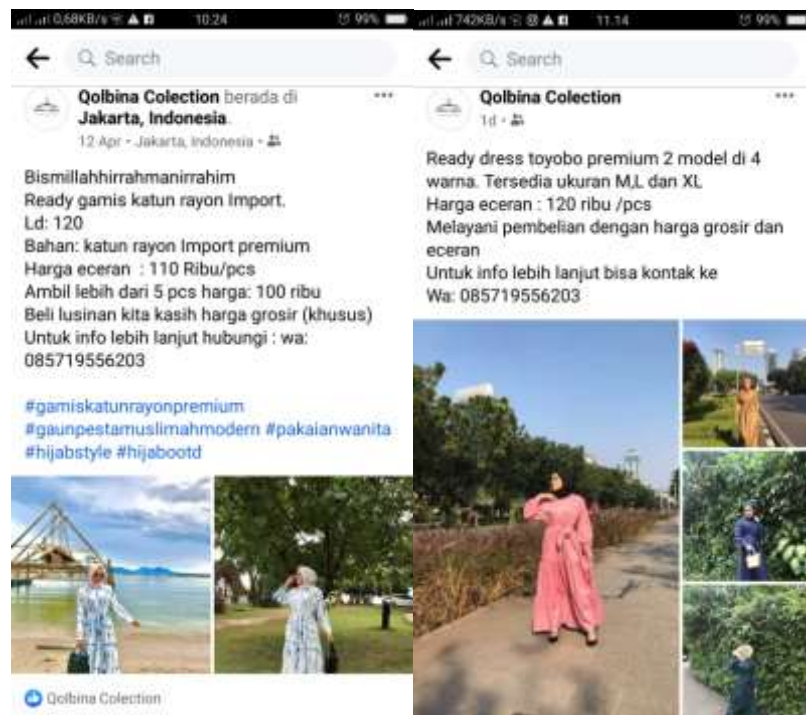 0,68KB/s
10:24
99%
Search
Qolbina Colection berada di
Jakarta, Indonesia.
12 Apr • Jakarta, Indonesia •
Bismillahhirrahmanirrahim
Ready gamis katun rayon Import.
Ld: 120
Bahan: katun rayon Import premium
Harga eceran : 110 Ribu/pcs
Ambil lebih dari 5 pcs harga: 100 ribu
Beli lusinan kita kasih harga grosir (khusus)
Untuk info lebih lanjut hubungi : wa:
085719556203
#gamiskatunrayonpremium
#gaunpestamuslimahmodern #pakaianwanita
#hijabstyle #hijabootd
Qolbina Colection
742KB/s
11.14
99%
Search
Qolbina Colection
1d •
Ready dress toyobo premium 2 model di 4
warna. Tersedia ukuran M,L dan XL
Harga eceran : 120 ribu /pcs
Melayani pembelian dengan harga grosir dan
eceran
Untuk info lebih lanjut bisa kontak ke
Wa: 085719556203